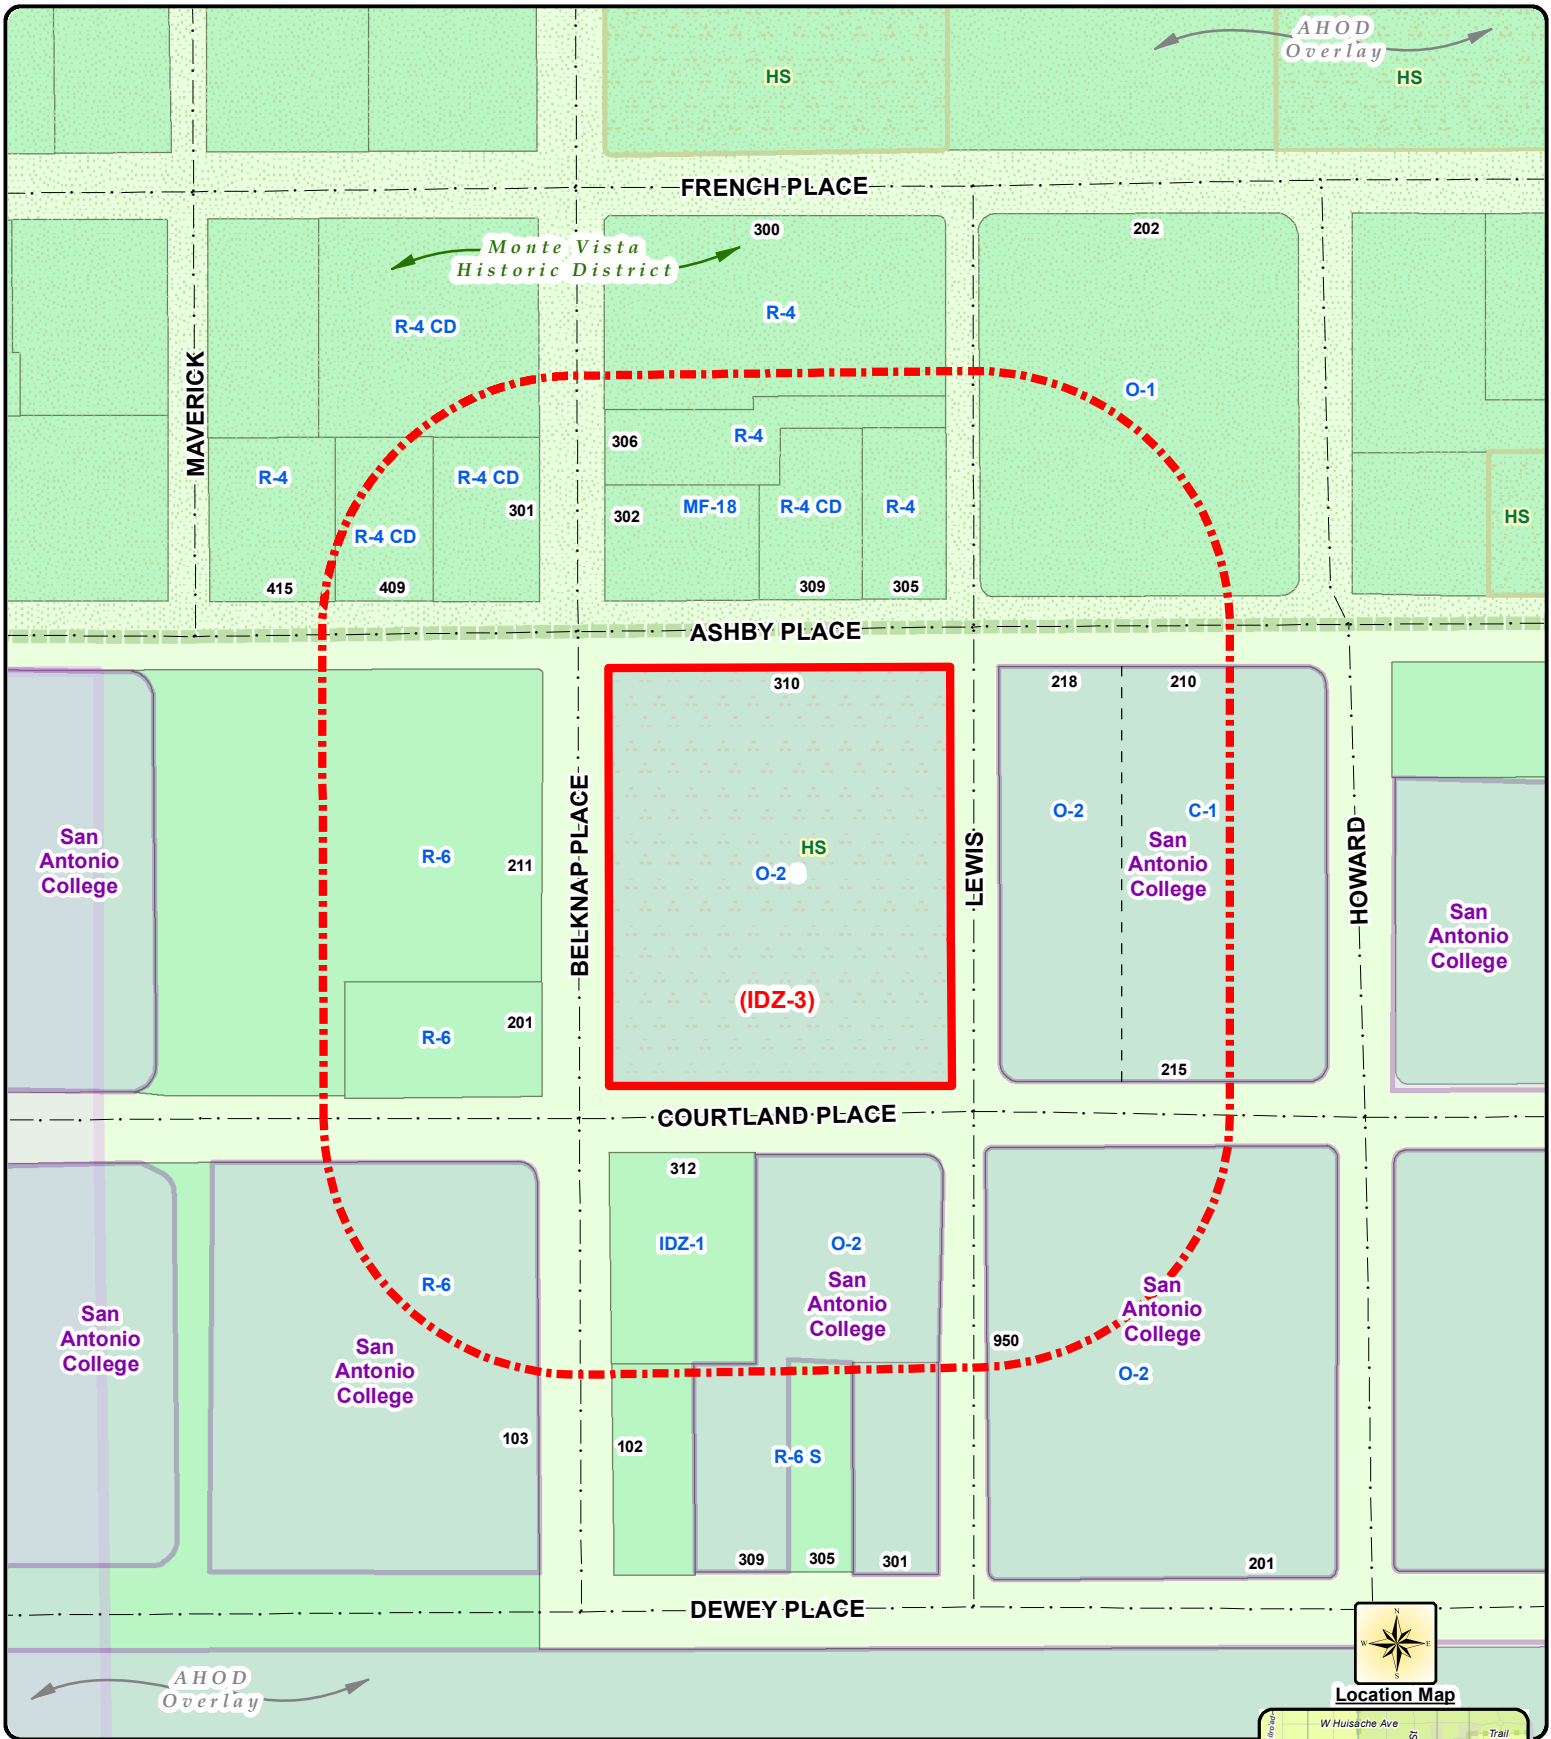 AHOD
Overlay
HS
HS
FRENCH PLACE
300
202
Monte Vista
Historic District
R-4
R-4 CD
MAVERICK
O-1
306
R-4
R-4
R-4 CD
301
302
MF-18
R-4 CD
R-4
HS
R-4 CD
415
409
309
305
ASHBY PLACE
310
218
210
San
Antonio
College
R-6
211
BELKNAP PLACE
HS
O-2
LEWIS
O-2
C-1
San
Antonio
College
HOWARD
San
Antonio
College
(IDZ-3)
R-6
201
215
COURTLAND PLACE
312
IDZ-1
O-2
San
Antonio
College
R-6
San
Antonio
College
San
Antonio
College
950
San
Antonio
College
O-2
103
102
R-6 S
309
305
301
201
DEWEY PLACE
N
W
E
S
AHOD
Overlay
Location Map
W Huisache Ave
Trail